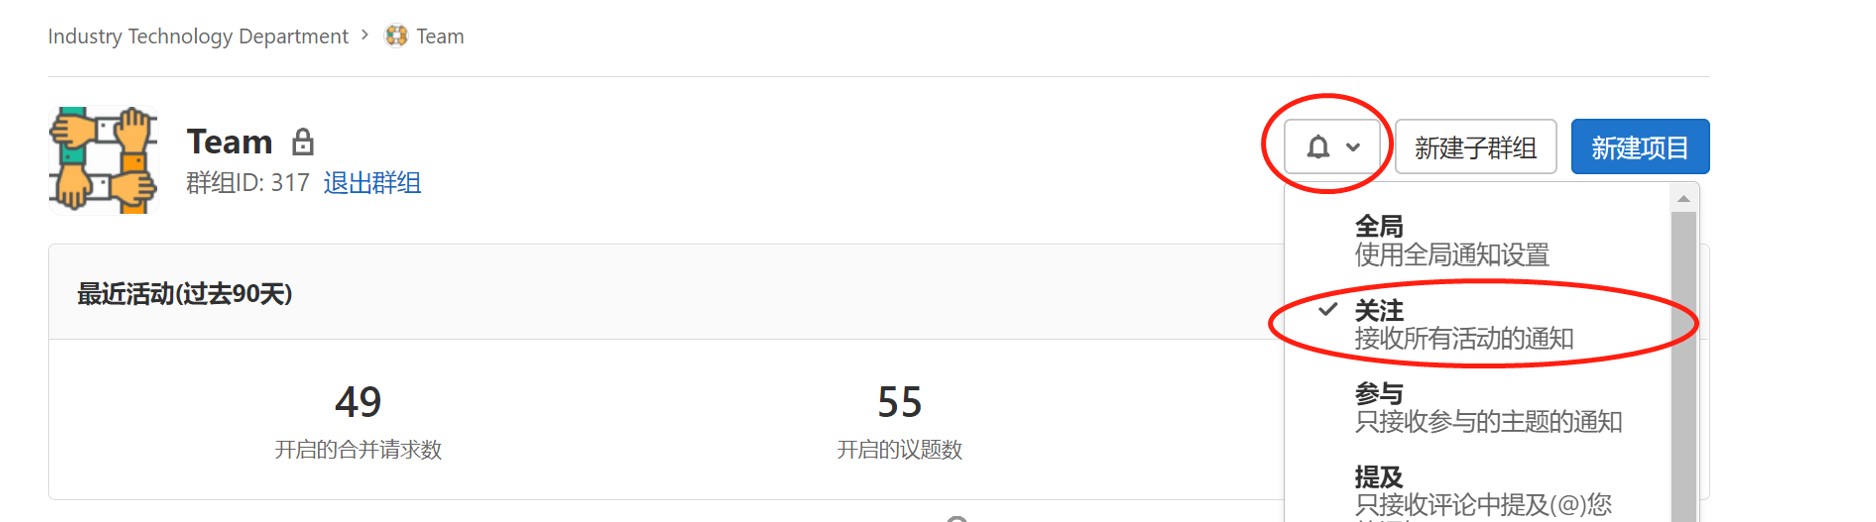 Industry Technology Department > Team
Team
群组ID: 317 退出群组
新建子群组
新建项目
全局
使用全局通知设置
关注
接收所有活动的通知
参与
只接收参与的主题的通知
提及
只接收评论中提及(@)您
最近活动(过去90天)
49
开启的合并请求数
55
开启的议题数